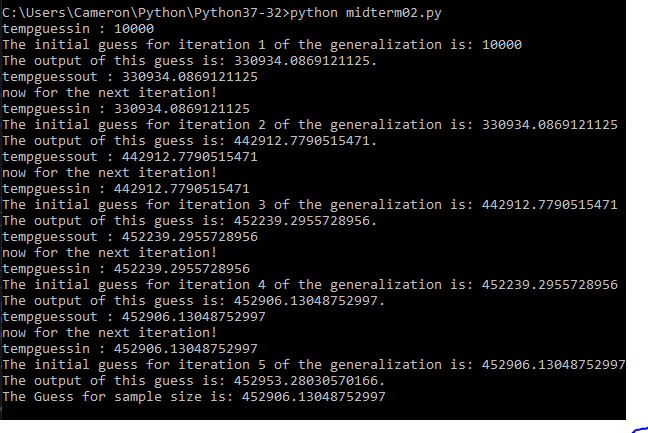 C:\Users\Cameron\Python\Python37-32>python midterm02.py
tempguessin : 10000
The initial guess for iteration 1 of the generalization is: 10000
The output of this guess is: 330934.0869121125.
tempguessout : 330934.0869121125
now for the next iteration!
tempguessin : 330934.0869121125
The initial guess for iteration 2 of the generalization is: 330934.0869121125
The output of this guess is: 442912.7790515471.
tempguessout : 442912.7790515471
now for the next iteration!
tempguessin : 442912.7790515471
The initial guess for iteration 3 of the generalization is: 442912.7790515471
The output of this guess is: 452239.2955728956.
tempguessout : 452239.2955728956
now for the next iteration!
tempguessin : 452239.2955728956
The initial guess for iteration 4 of the generalization is: 452239.2955728956
The output of this guess is: 452906.13048752997.
tempguessout : 452906.13048752997
now for the next iteration!
tempguessin : 452906.13048752997
The initial guess for iteration 5 of the generalization is: 452906.13048752997
The output of this guess is: 452953.28030570166.
The Guess for sample size is: 452906.13048752997